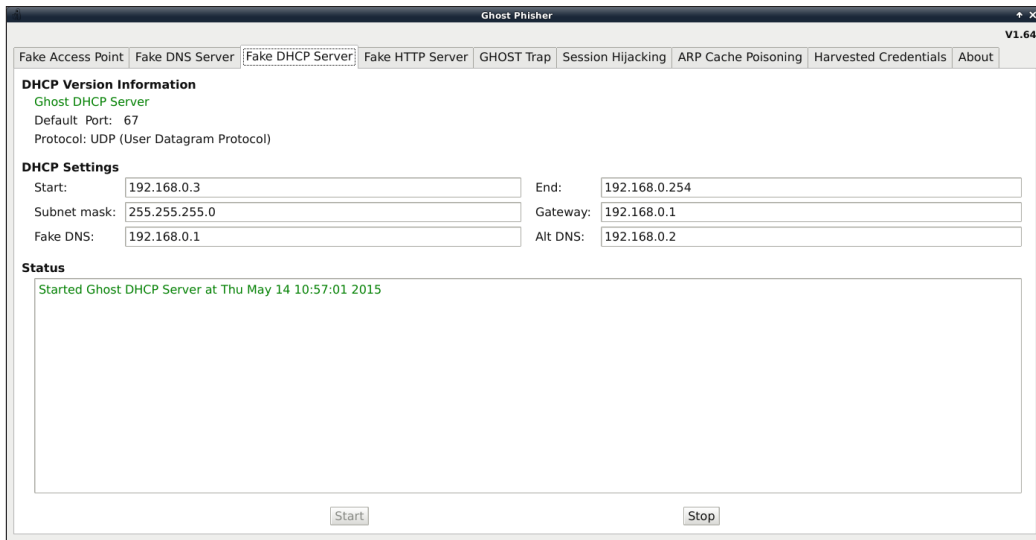 Ghost Phisher
V1.64
Fake Access Point Fake DNS Server Fake DHCP Server Fake HTTP Server GHOST Trap Session Hijacking ARP Cache Poisoning Harvested Credentials About
DHCP Version Information
Ghost DHCP Server
Default Port: 67
Protocol: UDP (User Datagram Protocol)
DHCP Settings
Start: 192.168.0.3 End: 192.168.0.254
Subnet mask: 255.255.255.0 Gateway: 192.168.0.1
Fake DNS: 192.168.0.1 Alt DNS: 192.168.0.2
Status
Started Ghost DHCP Server at Thu May 14 10:57:01 2015
Start Stop